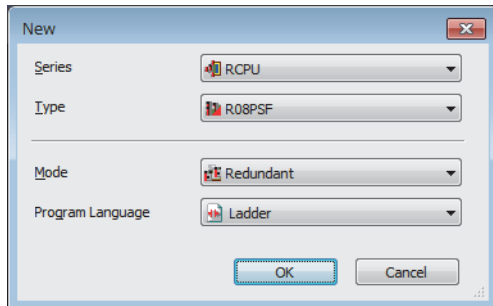 New
Series RCPU
Type R08PSF
Mode Redundant
Program Language Ladder
OK Cancel